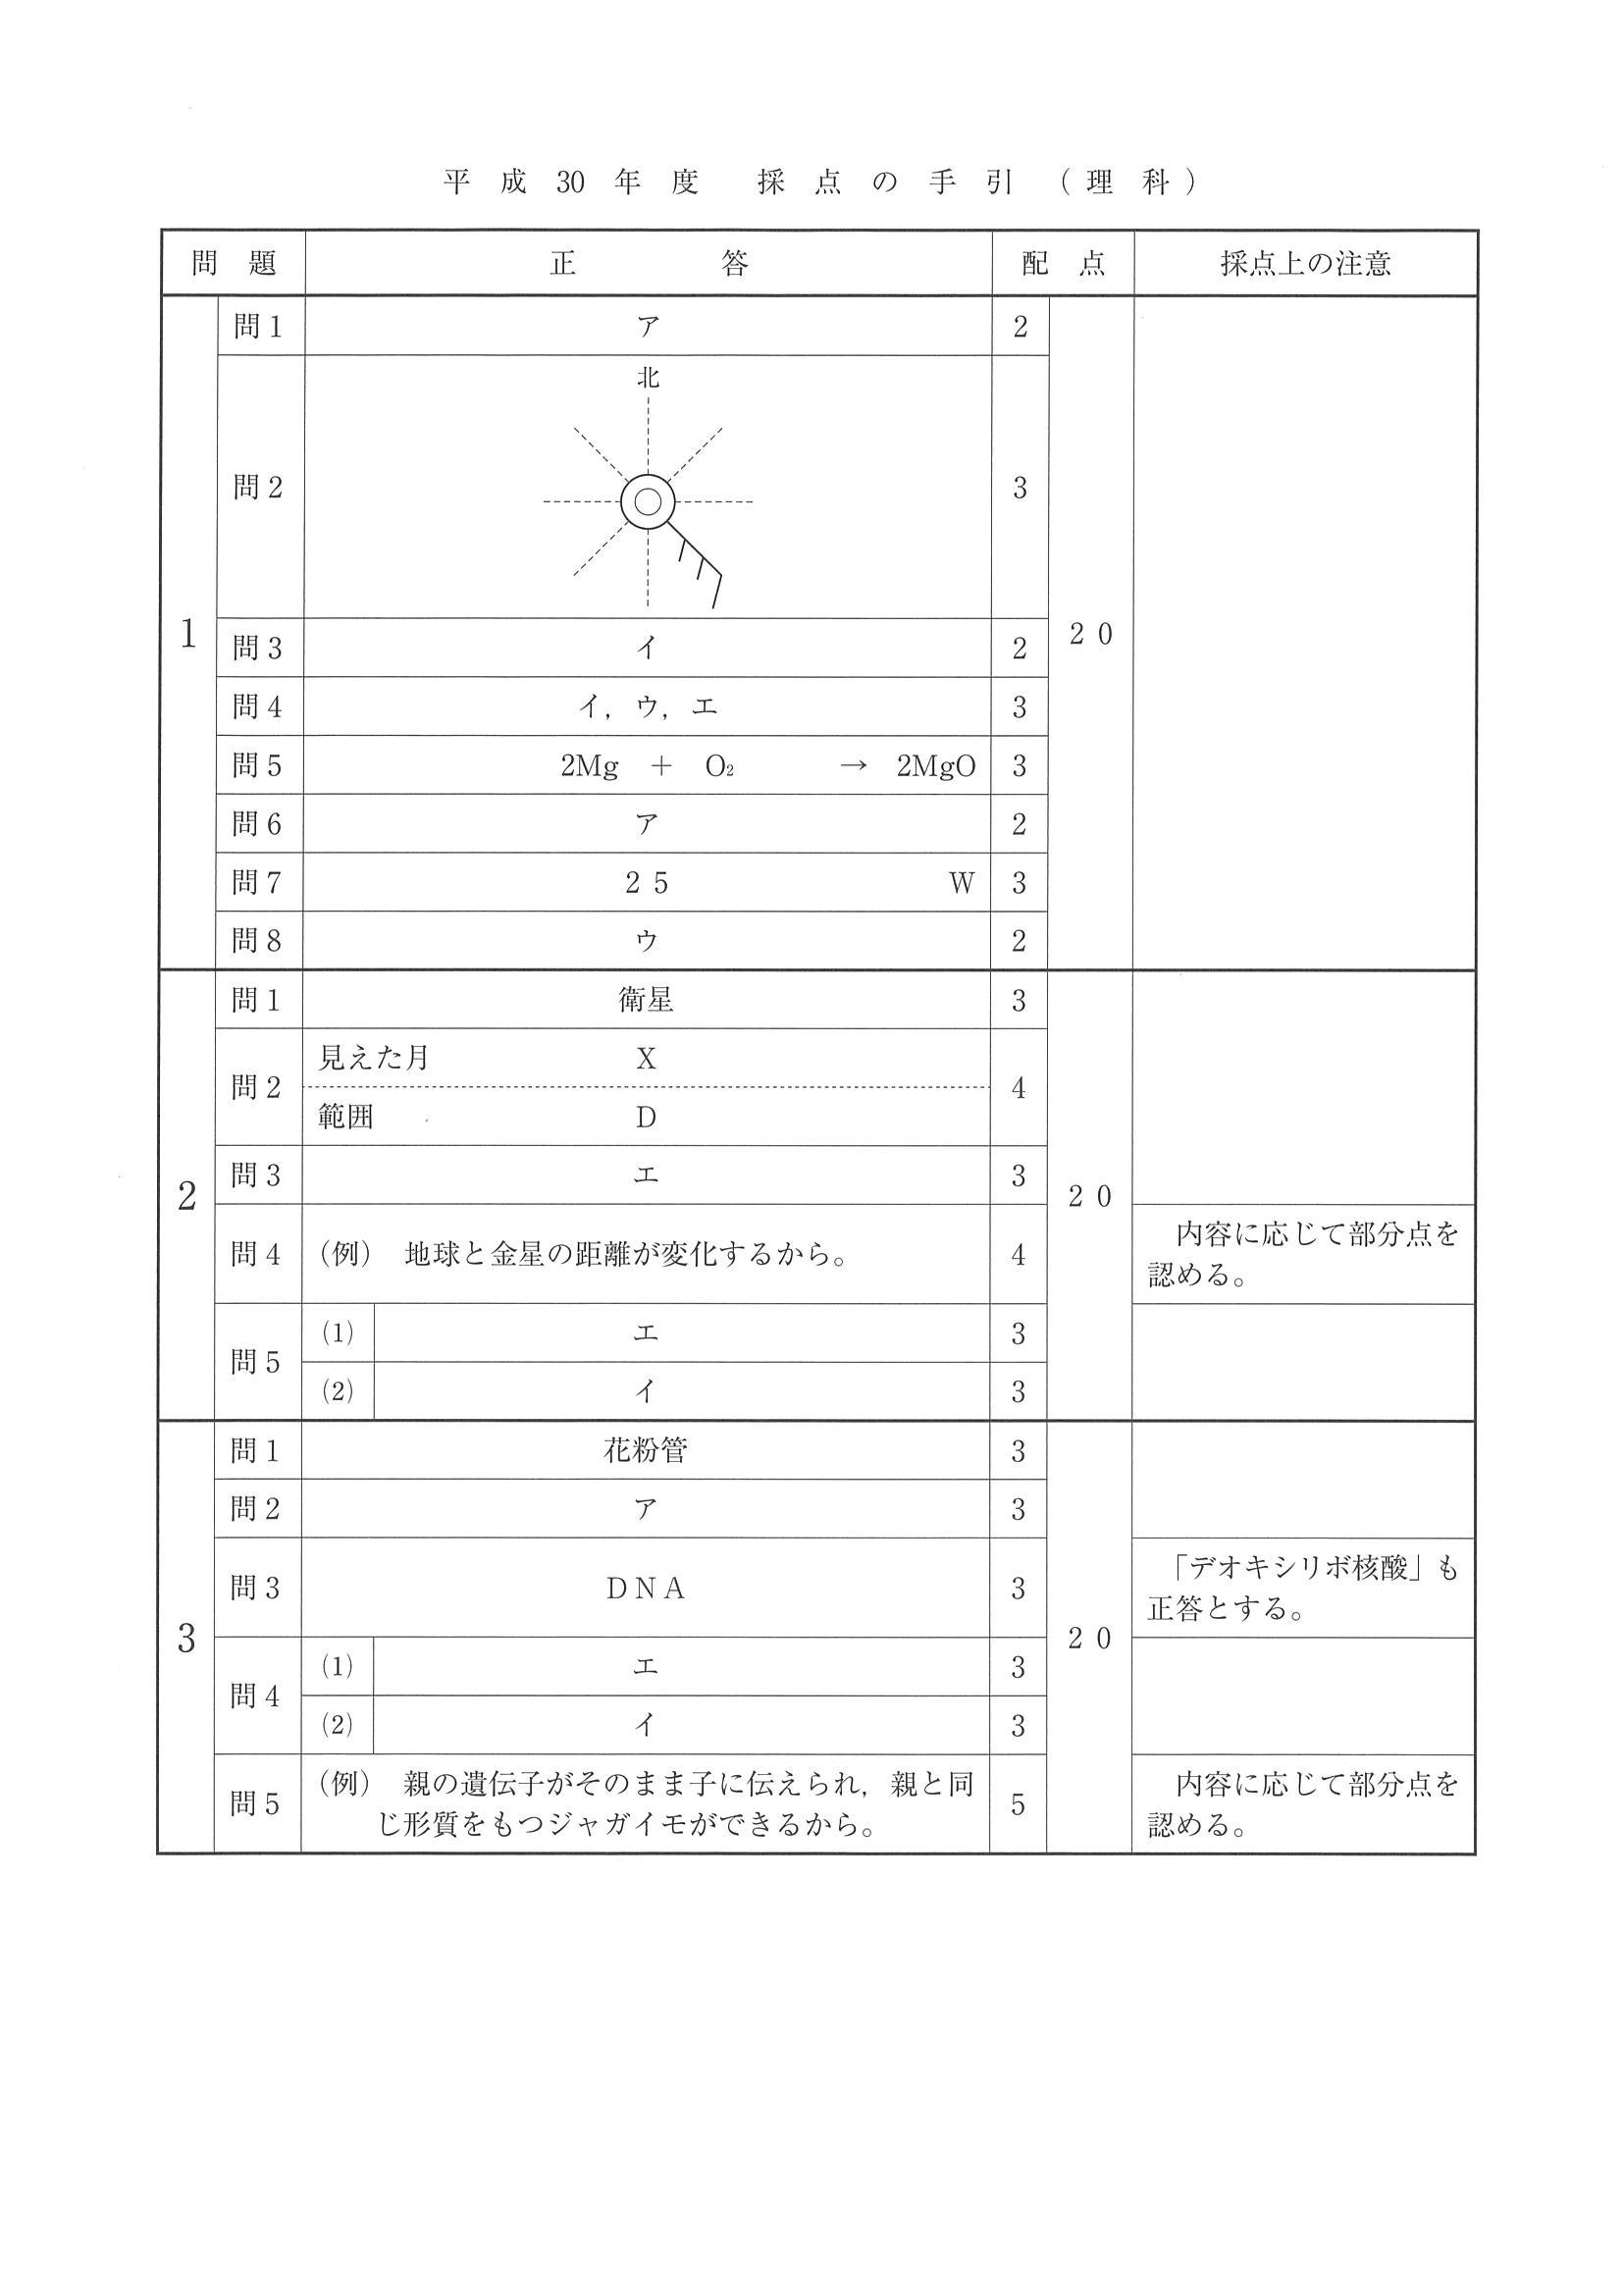 平成30年度 採点の手引(理科)
問題 正答 配点 採点上の注意
1 20
問1 ア 2
問2 北 3
問3 イ 2
問4 イ，ウ，エ 3
問5 2Mg ＋ O₂ → 2MgO 3
問6 ア 2
問7 25 W 3
問8 ウ 2
2 20
問1 衛星 3
問2 見えた月 X 4
範囲 D
問3 エ 3
問4 （例） 地球と金星の距離が変化するから。 4 内容に応じて部分点を
認める。
問5 (1) エ 3
(2) イ 3
3 20
問1 花粉管 3
問2 ア 3
問3 DNA 3 「デオキシリボ核酸」も
正答とする。
問4 (1) エ 3
(2) イ 3
問5 （例） 親の遺伝子がそのまま子に伝えられ，親と同 5 内容に応じて部分点を
じ形質をもつジャガイモができるから。 認める。